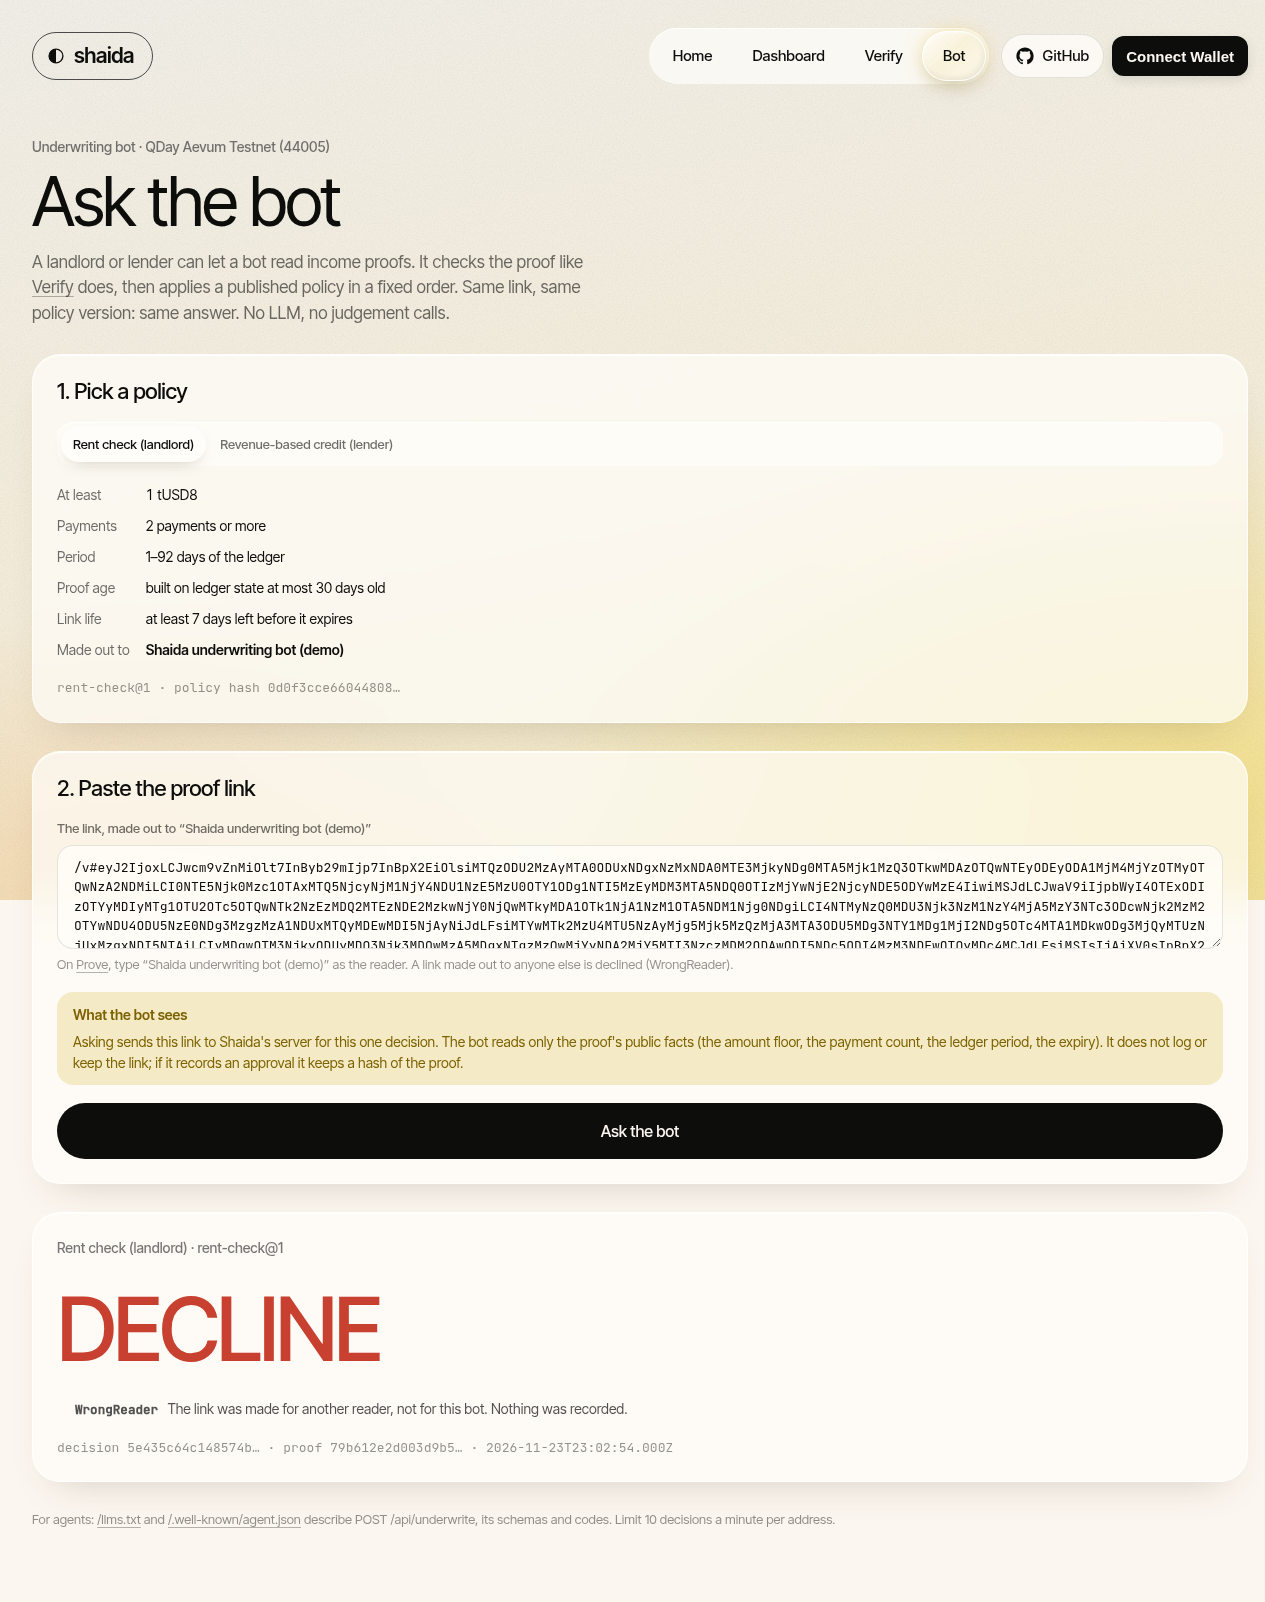 shaida
Home Dashboard Verify Bot GitHub Connect Wallet
Underwriting bot · QDay Aevum Testnet (44005)
Ask the bot
A landlord or lender can let a bot read income proofs. It checks the proof like
Verify does, then applies a published policy in a fixed order. Same link, same
policy version: same answer. No LLM, no judgement calls.
1. Pick a policy
Rent check (landlord) Revenue-based credit (lender)
At least 1 tUSD8
Payments 2 payments or more
Period 1–92 days of the ledger
Proof age built on ledger state at most 30 days old
Link life at least 7 days left before it expires
Made out to Shaida underwriting bot (demo)
rent-check@1 · policy hash 0d0f3cce66044808…
2. Paste the proof link
The link, made out to “Shaida underwriting bot (demo)”
On Prove, type “Shaida underwriting bot (demo)” as the reader. A link made out to anyone else is declined (WrongReader).
What the bot sees
Asking sends this link to Shaida's server for this one decision. The bot reads only the proof's public facts (the amount floor, the payment count, the ledger period, the expiry). It does not log or
keep the link; if it records an approval it keeps a hash of the proof.
Ask the bot
Rent check (landlord) · rent-check@1
DECLINE
WrongReader The link was made for another reader, not for this bot. Nothing was recorded.
decision 5e435c64c148574b… · proof 79b612e2d003d9b5… · 2026-11-23T23:02:54.000Z
For agents: /llms.txt and /.well-known/agent.json describe POST /api/underwrite, its schemas and codes. Limit 10 decisions a minute per address.